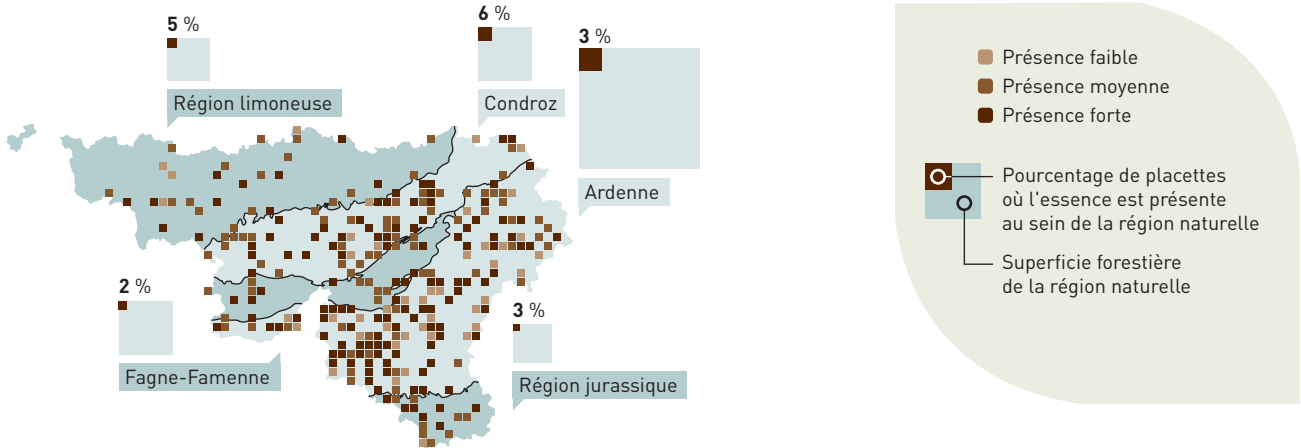 5 %
Région limoneuse
6 %
Condroz
3 %
Ardenne
2 %
Fagne-Famenne
3 %
Région jurassique
Présence faible
Présence moyenne
Présence forte
Pourcentage de placettes
où l'essence est présente
au sein de la région naturelle
Superficie forestière
de la région naturelle